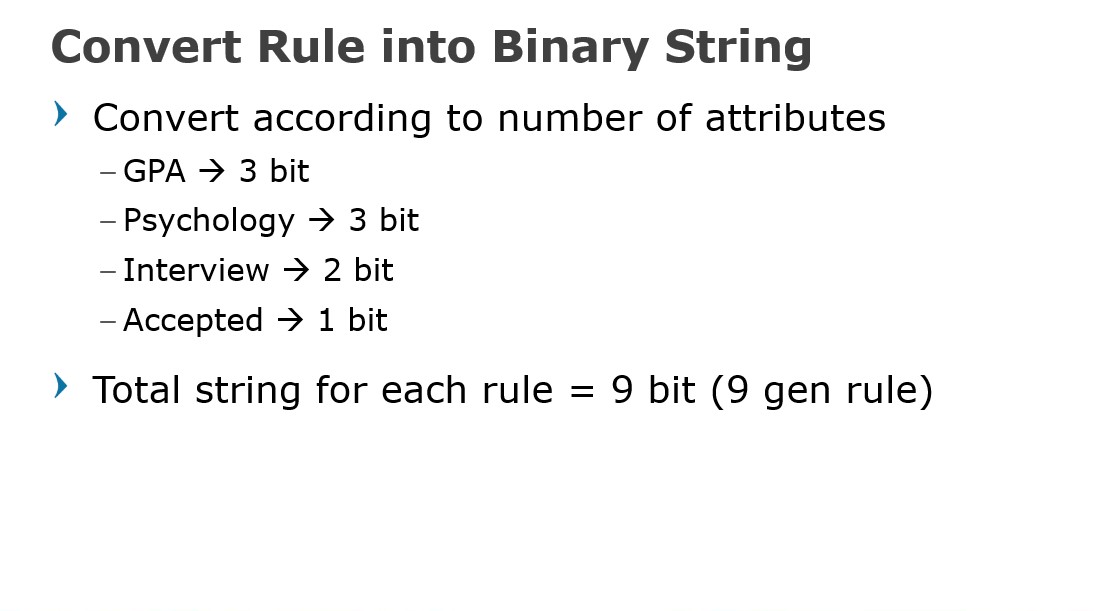 Convert Rule into Binary String
Convert according to number of attributes
– GPA → 3 bit
– Psychology → 3 bit
– Interview → 2 bit
– Accepted → 1 bit
Total string for each rule = 9 bit (9 gen rule)